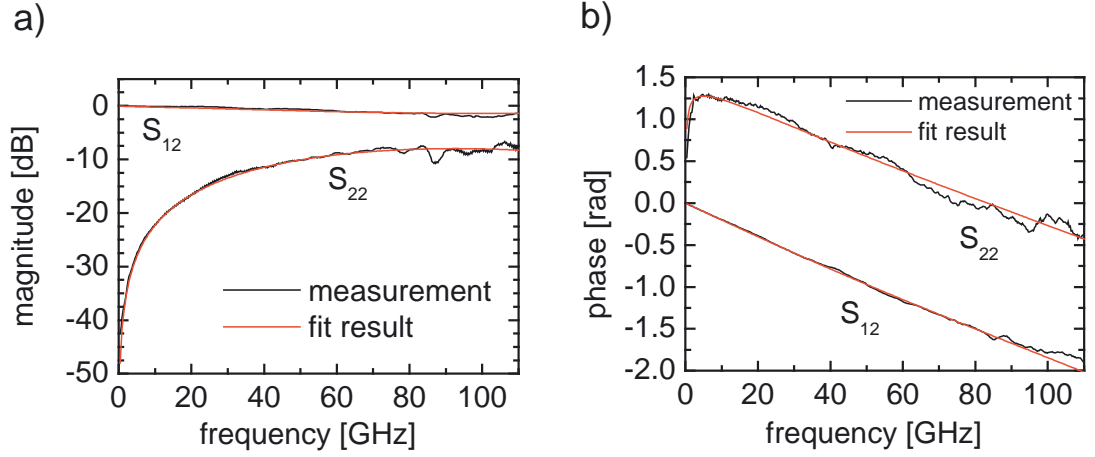 a)
0
-10
-20
-30
-40
-50
magnitude [dB]
S12
S22
measurement
fit result
0 20 40 60 80 100
frequency [GHz]
b)
1.5
1.0
0.5
0.0
-0.5
-1.0
-1.5
-2.0
phase [rad]
measurement
fit result
S22
S12
0 20 40 60 80 100
frequency [GHz]